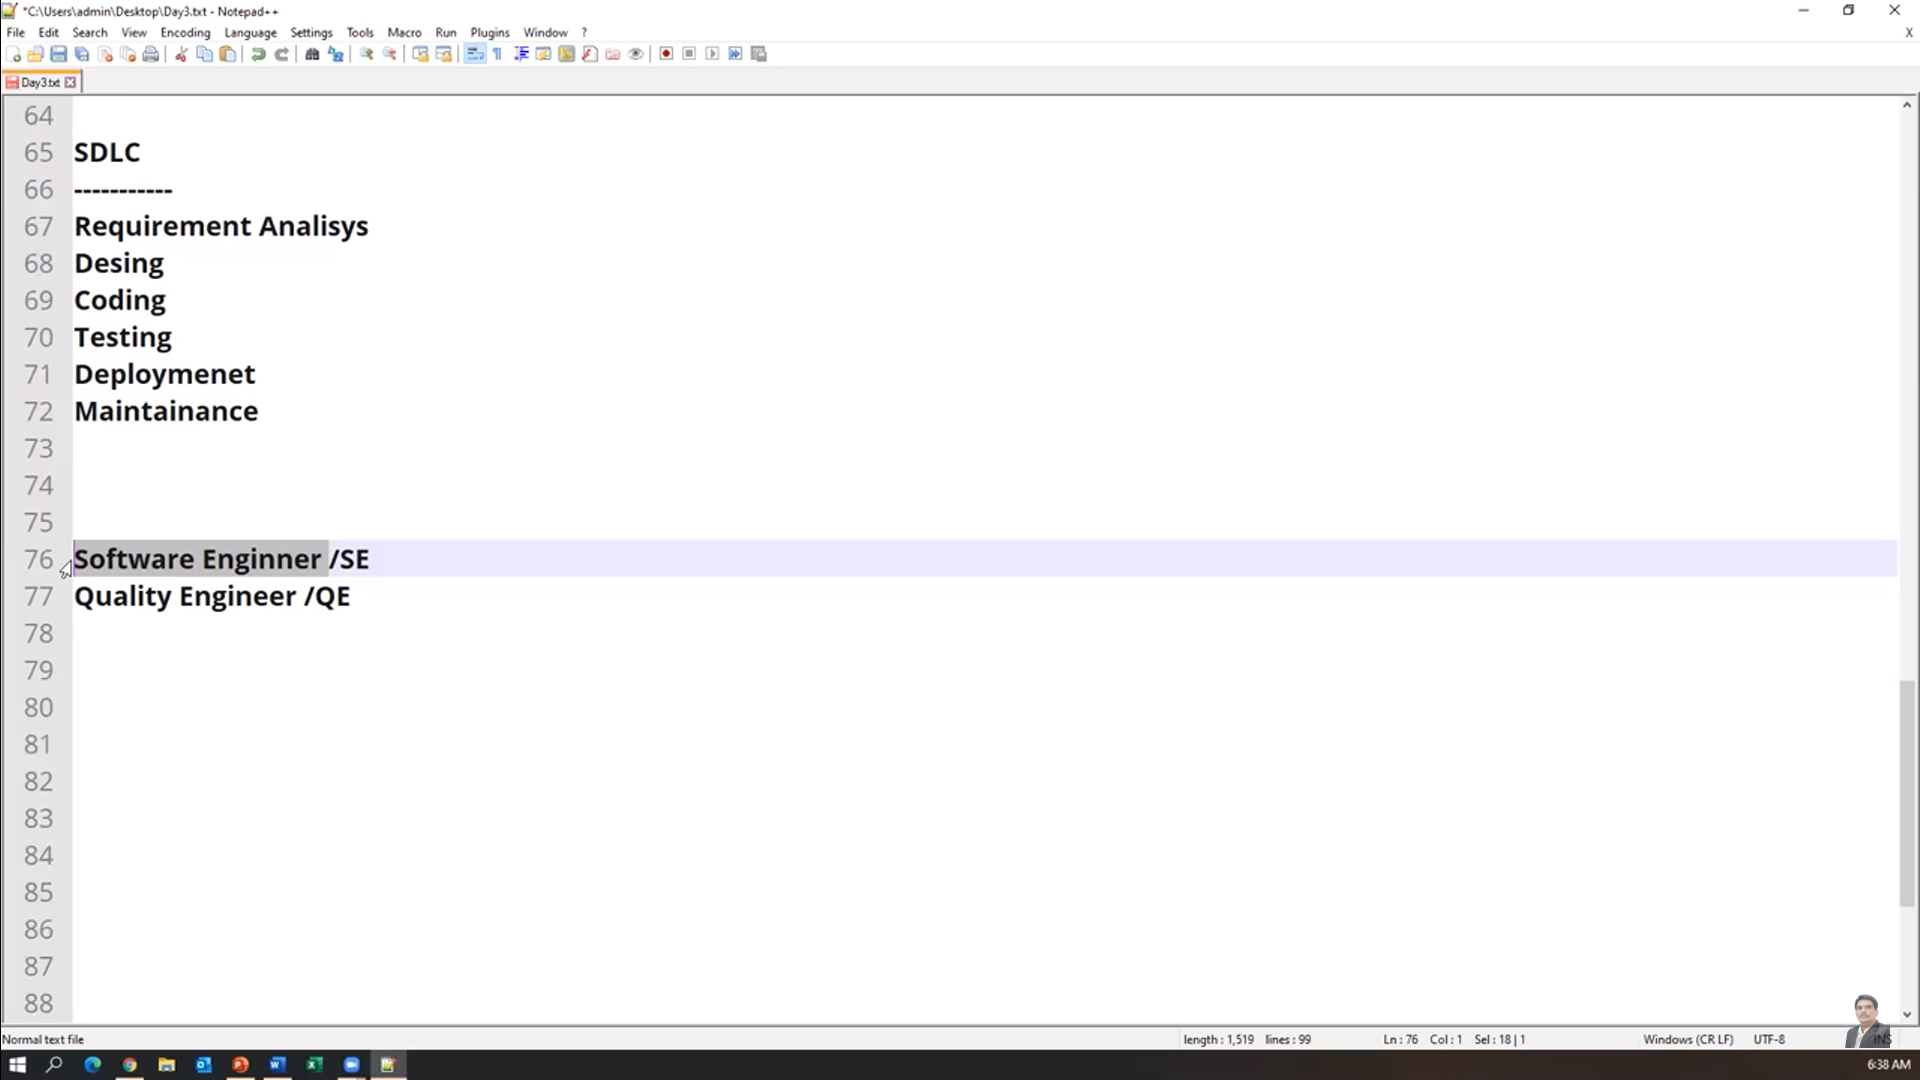 *C:\Users\admin\Desktop\Day3.txt - Notepad++
File Edit Search View Encoding Language Settings Tools Macro Run Plugins Window ? X
Day3.txt
64
65 SDLC
66 -----------
67 Requirement Analisys
68 Desing
69 Coding
70 Testing
71 Deploymenet
72 Maintainance
73
74
75
76 Software Enginner /SE
77 Quality Engineer /QE
78
79
80
81
82
83
84
85
86
87
88
Normal text file length : 1,519 lines : 99 Ln : 76 Col : 1 Sel : 18 | 1 Windows (CR LF) UTF-8 INS
6:38 AM